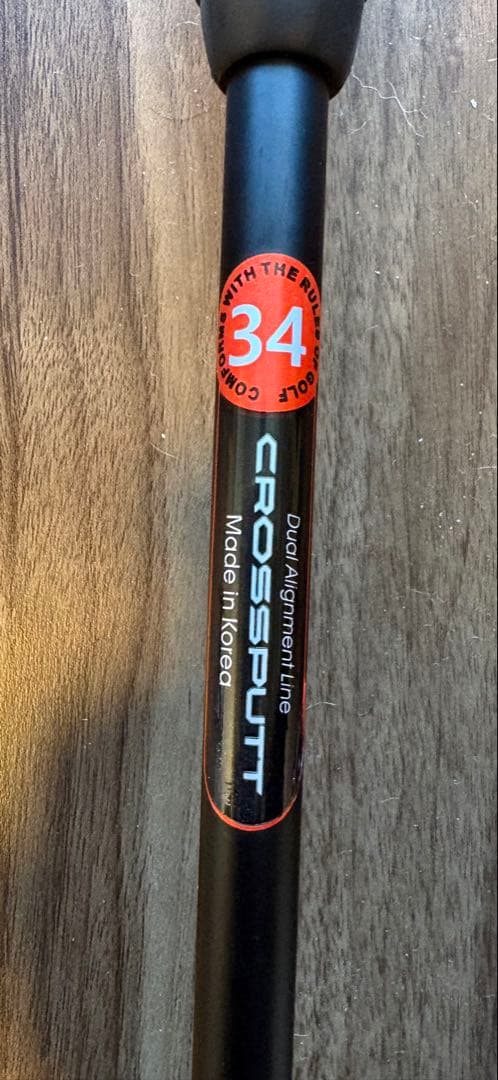 COMFORMS WITH THE RULES OF GOLF
34
Dual Alignment Line
CROSSPUTT
Made in Korea